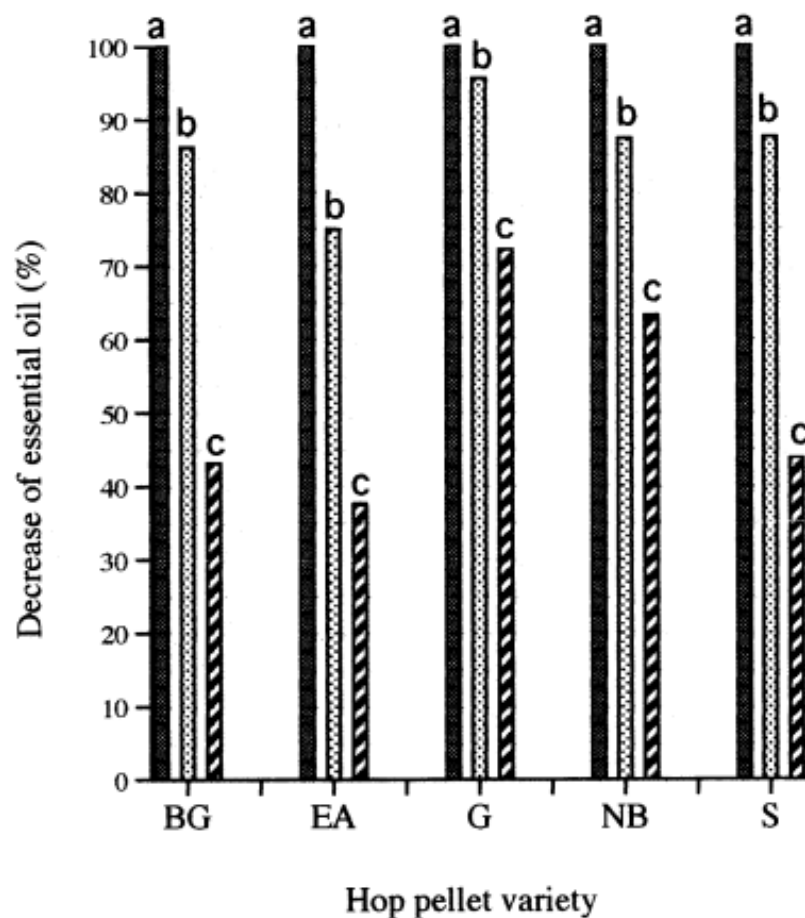 a a a a a
100
b b b b b
90
80
c c c c c
70
60
50
40
30
20
10
0
Decrease of essential oil (%)
BG EA G NB S
Hop pellet variety